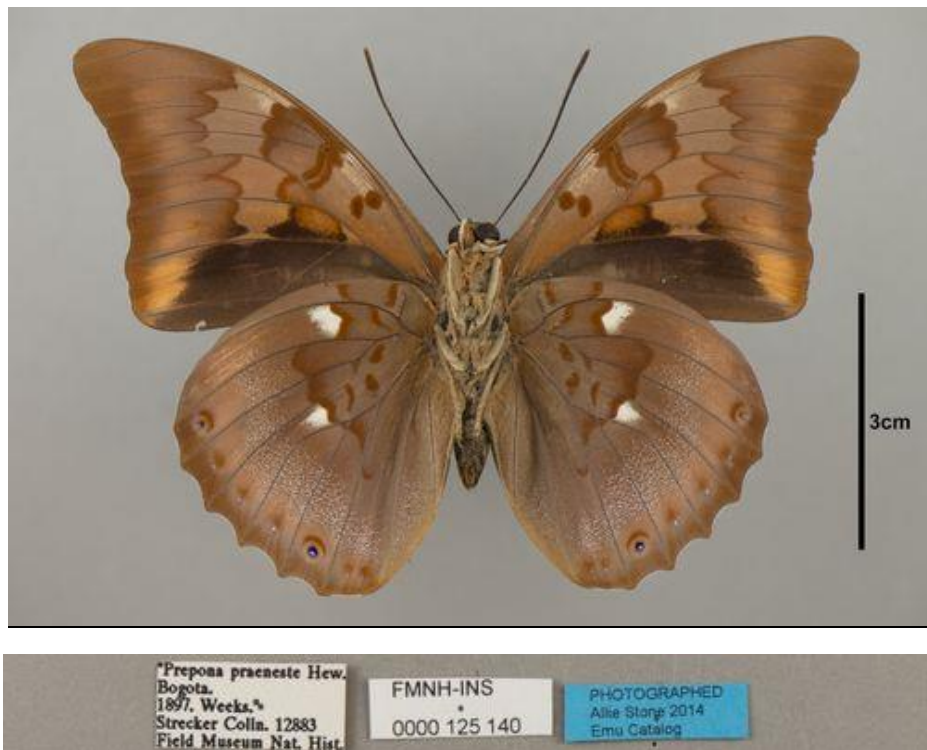 3cm
"Prepona praeneste Hew.
Bogota.
1897. Weeks."
Strecker Colln. 12883
Field Museum Nat. Hist.
FMNH-INS
0000 125 140
PHOTOGRAPHED
Allie Stone 2014
Emu Catalog